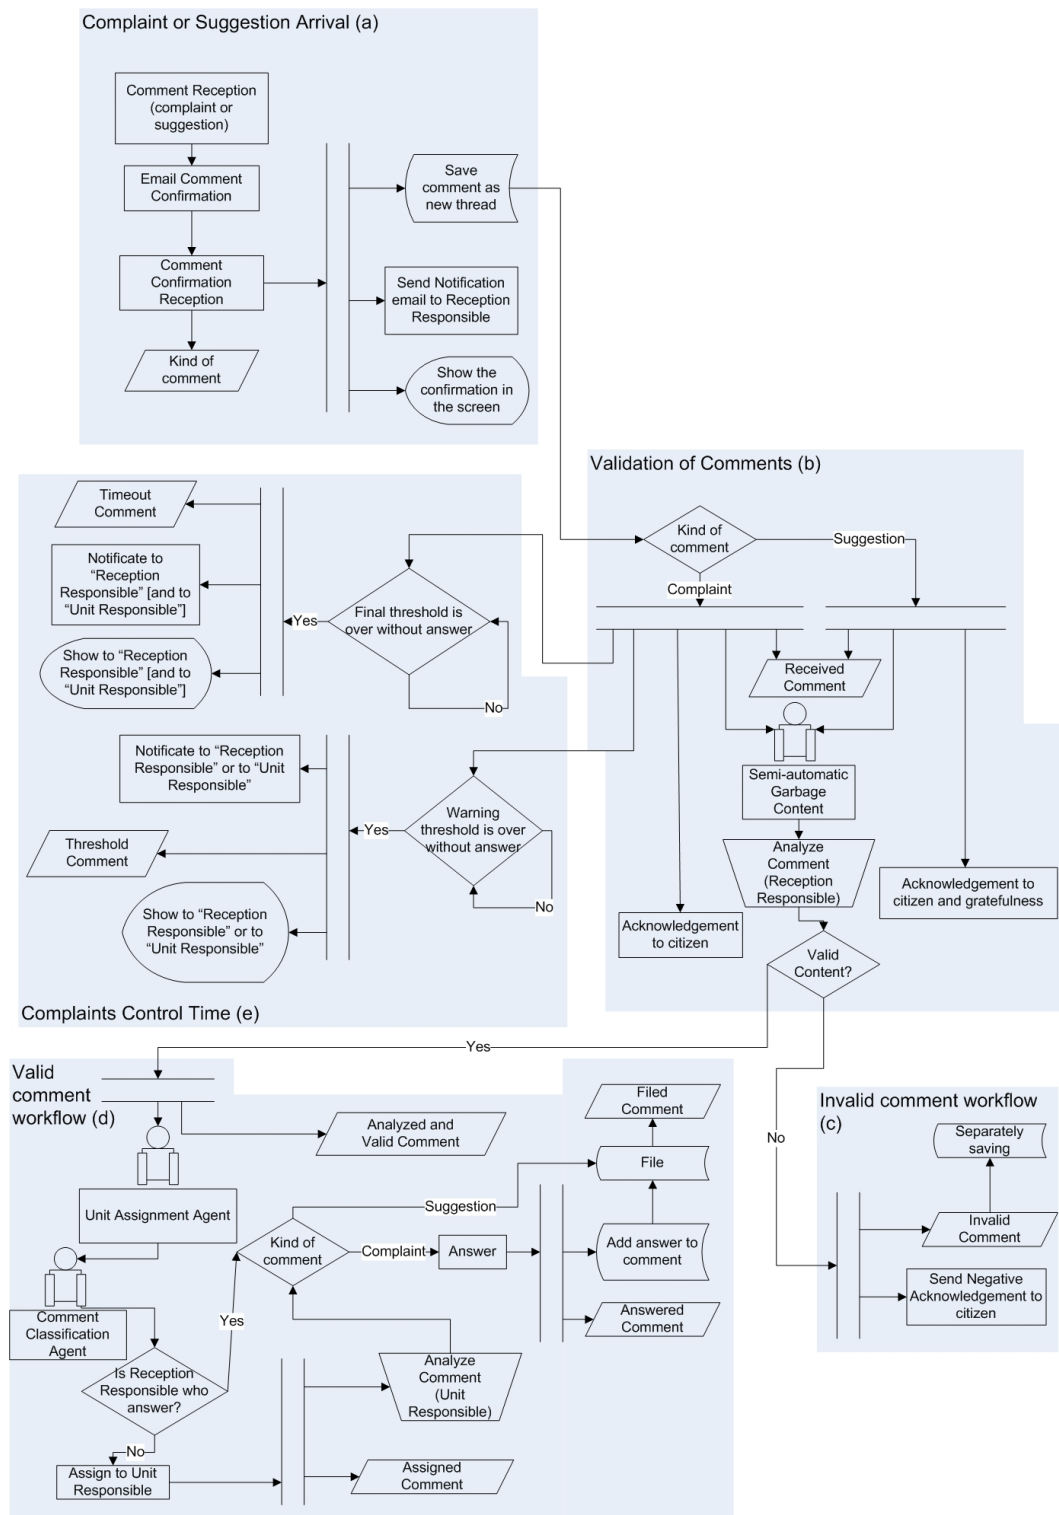 Complaint or Suggestion Arrival (a)
Comment Reception
(complaint or
suggestion)
Email Comment
Confirmation
Comment
Confirmation
Reception
Kind of
comment
Save
comment as
new thread
Send Notification
email to Reception
Responsible
Show the
confirmation in
the screen
Validation of Comments (b)
Kind of
comment
Suggestion
Complaint
Received
Comment
Semi-automatic
Garbage
Content
Analyze
Comment
(Reception
Responsible)
Acknowledgement to
citizen and gratefulness
Acknowledgement
to citizen
Valid
Content?
Timeout
Comment
Notificate to
“Reception
Responsible” [and to
“Unit Responsible”]
Show to “Reception
Responsible” [and to
“Unit Responsible”]
Yes
Final threshold is
over without answer
No
Notificate to “Reception
Responsible” or to “Unit
Responsible”
Threshold
Comment
Show to “Reception
Responsible” or to
“Unit Responsible”
Yes
Warning
threshold is over
without answer
No
Complaints Control Time (e)
Yes
No
Valid
comment
workflow (d)
Analyzed and
Valid Comment
Filed
Comment
File
Unit Assignment Agent
Suggestion
Kind of
comment
Complaint
Answer
Add answer to
comment
Answered
Comment
Comment
Classification
Agent
Yes
Is Reception
Responsible who
answer?
No
Assign to Unit
Responsible
Analyze
Comment
(Unit
Responsible)
Assigned
Comment
Invalid comment workflow
(c)
Separately
saving
Invalid
Comment
Send Negative
Acknowledgement to
citizen